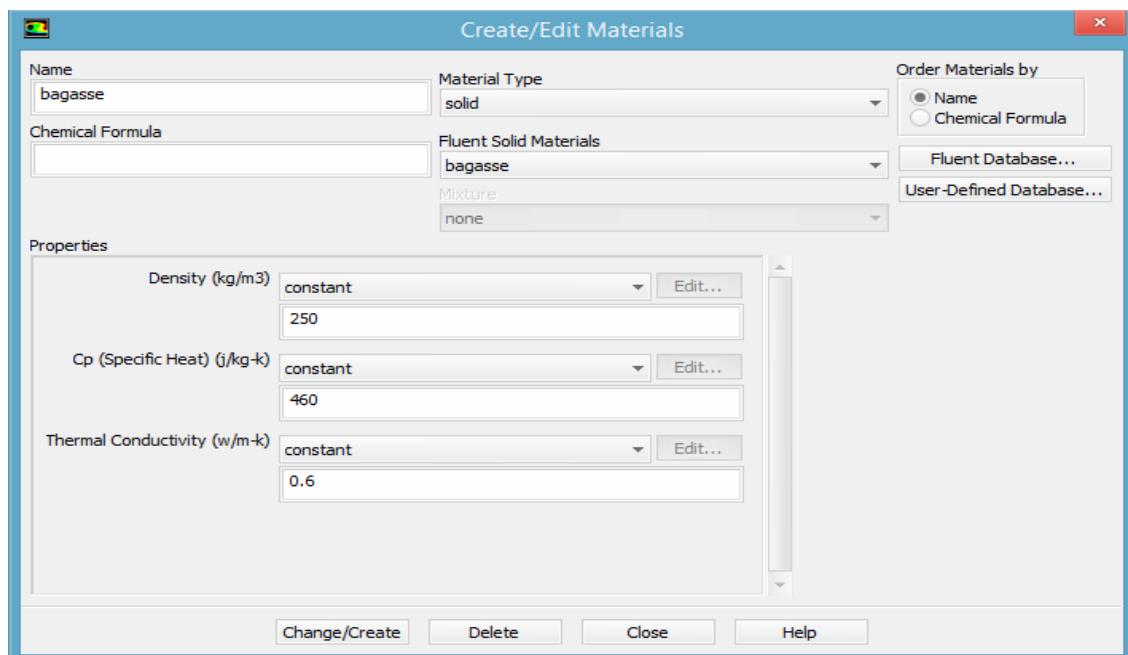 Create/Edit Materials
×
Name
bagasse
Chemical Formula
Material Type
solid
Fluent Solid Materials
bagasse
Mixture
none
Order Materials by
Name
Chemical Formula
Fluent Database...
User-Defined Database...
Properties
Density (kg/m3) constant Edit...
250
Cp (Specific Heat) (j/kg-k) constant Edit...
460
Thermal Conductivity (w/m-k) constant Edit...
0.6
Change/Create Delete Close Help